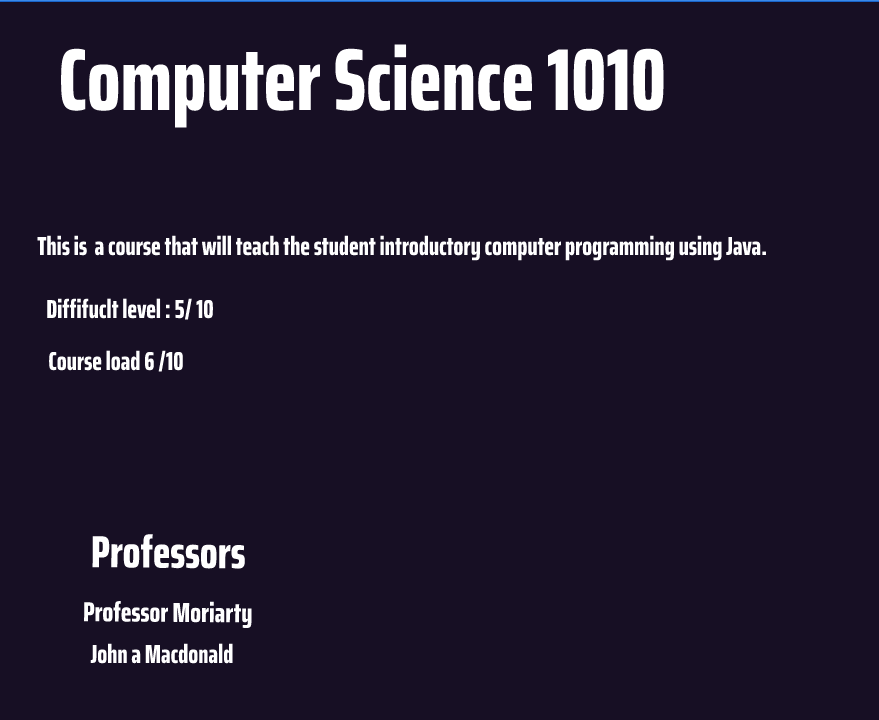 Computer Science 1010
This is a course that will teach the student introductory computer programming using Java.
Diffifuclt level : 5/ 10
Course load 6 /10
Professors
Professor Moriarty
John a Macdonald